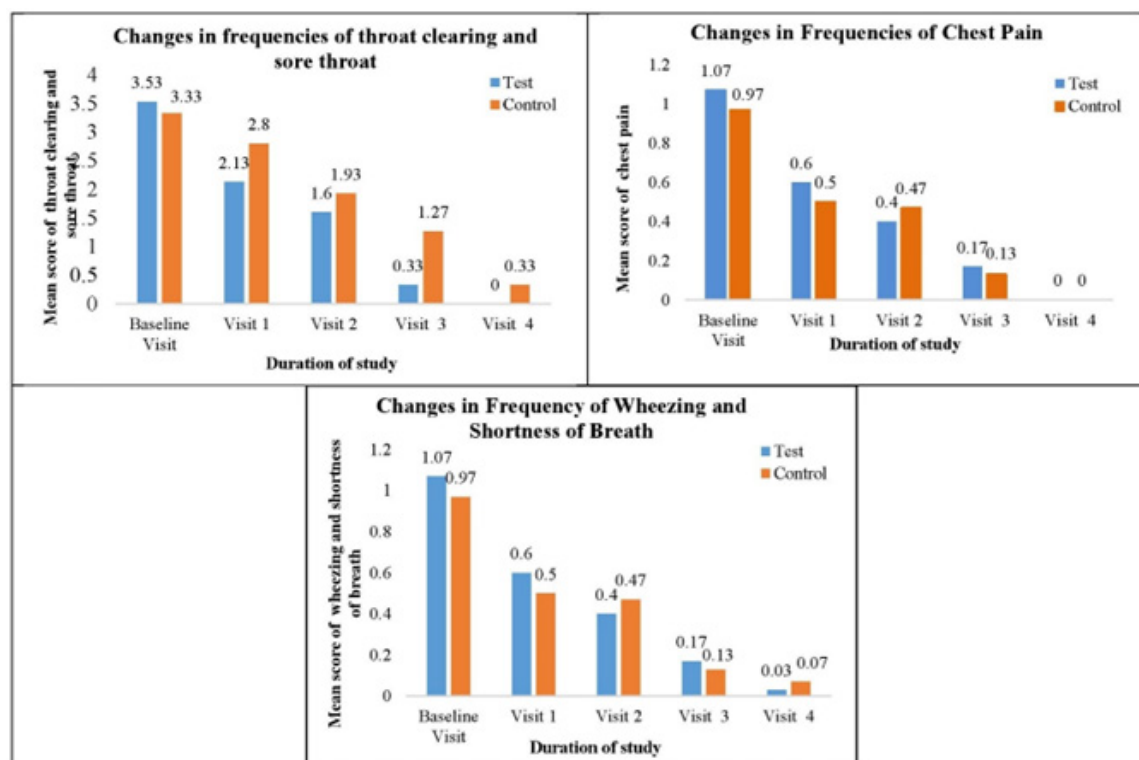 Changes in frequencies of throat clearing and
sore throat
Test
Control
Mean score of throat clearing and
sore throat
4
3.5
3
2.5
2
1.5
1
0.5
0
3.53
3.33
2.13
2.8
1.6
1.93
0.33
1.27
0
0.33
Baseline
Visit
Visit 1
Visit 2
Visit 3
Visit 4
Duration of study
Changes in Frequencies of Chest Pain
Test
Control
Mean score of chest pain
1.2
1
0.8
0.6
0.4
0.2
0
1.07
0.97
0.6
0.5
0.4
0.47
0.17
0.13
0
0
Baseline
Visit
Visit 1
Visit 2
Visit 3
Visit 4
Duration of study
Changes in Frequency of Wheezing and
Shortness of Breath
Test
Control
Mean score of wheezing and shortness
of breath
1.2
1
0.8
0.6
0.4
0.2
0
1.07
0.97
0.6
0.5
0.4
0.47
0.17
0.13
0.03
0.07
Baseline
Visit
Visit 1
Visit 2
Visit 3
Visit 4
Duration of study